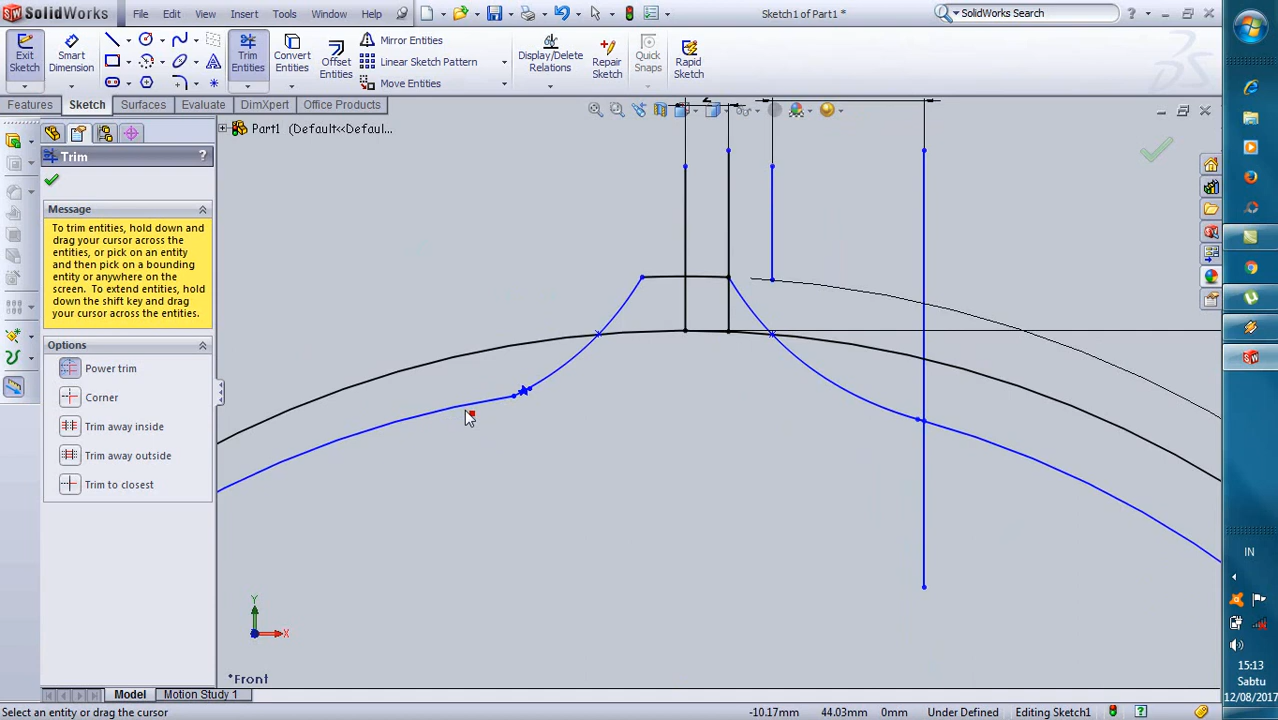 SolidWorks
File
Edit
View
Insert
Tools
Window
Help
Sketch1 of Part1 *
SolidWorks Search
Exit Sketch
Smart Dimension
Trim Entities
Convert Entities
Offset Entities
Mirror Entities
Linear Sketch Pattern
Move Entities
Display/Delete Relations
Repair Sketch
Quick Snaps
Rapid Sketch
Features
Sketch
Surfaces
Evaluate
DimXpert
Office Products
Part1 (Default<<Defaul...
Trim
?
Message
To trim entities, hold down and
drag your cursor across the
entities, or pick on an entity
and then pick on a bounding
entity or anywhere on the
screen. To extend entities, hold
down the shift key and drag
your cursor across the entities.
Options
Power trim
Corner
Trim away inside
Trim away outside
Trim to closest
Y
X
*Front
Model
Motion Study 1
Select an entity or drag the cursor
-10.17mm
44.03mm
0mm
Under Defined
Editing Sketch1
IN
15:13
Sabtu
12/08/2017